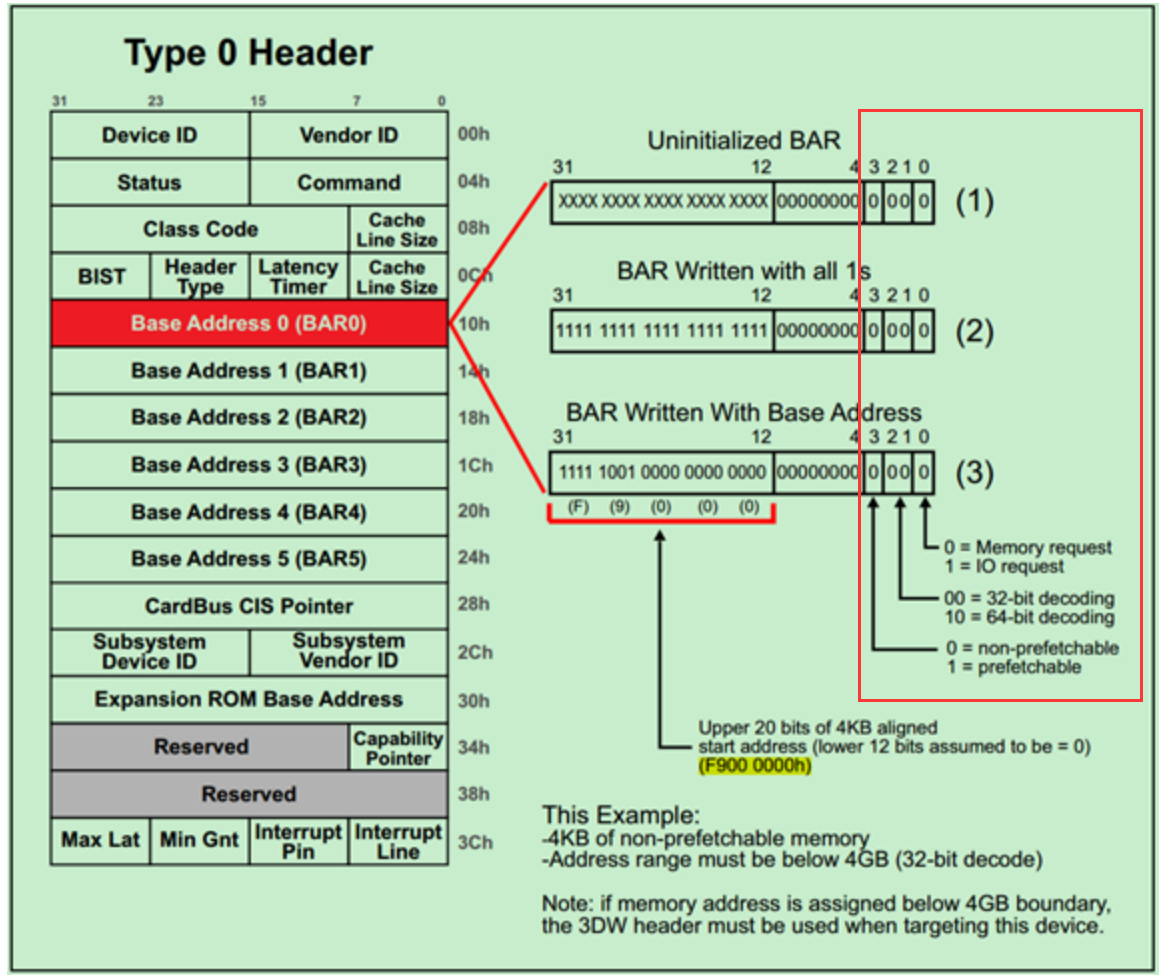 Type 0 Header
31 23 15 7 0
Device ID Vendor ID 00h
Status Command 04h
Class Code Cache Line Size 08h
BIST Header Type Latency Timer Cache Line Size 0Ch
Base Address 0 (BAR0) 10h
Base Address 1 (BAR1) 14h
Base Address 2 (BAR2) 18h
Base Address 3 (BAR3) 1Ch
Base Address 4 (BAR4) 20h
Base Address 5 (BAR5) 24h
CardBus CIS Pointer 28h
Subsystem Device ID Subsystem Vendor ID 2Ch
Expansion ROM Base Address 30h
Reserved Capability Pointer 34h
Reserved 38h
Max Lat Min Gnt Interrupt Pin Interrupt Line 3Ch
Uninitialized BAR
31 12 4 3 2 1 0
XXXX XXXX XXXX XXXX XXXX 00000000 0 00 0 (1)
BAR Written with all 1s
31 12 4 3 2 1 0
1111 1111 1111 1111 1111 00000000 0 00 0 (2)
BAR Written With Base Address
31 12 4 3 2 1 0
1111 1001 0000 0000 0000 00000000 0 00 0 (3)
(F) (9) (0) (0) (0)
0 = Memory request
1 = IO request
00 = 32-bit decoding
10 = 64-bit decoding
0 = non-prefetchable
1 = prefetchable
Upper 20 bits of 4KB aligned
start address (lower 12 bits assumed to be = 0)
(F900 0000h)
This Example:
-4KB of non-prefetchable memory
-Address range must be below 4GB (32-bit decode)
Note: if memory address is assigned below 4GB boundary,
the 3DW header must be used when targeting this device.